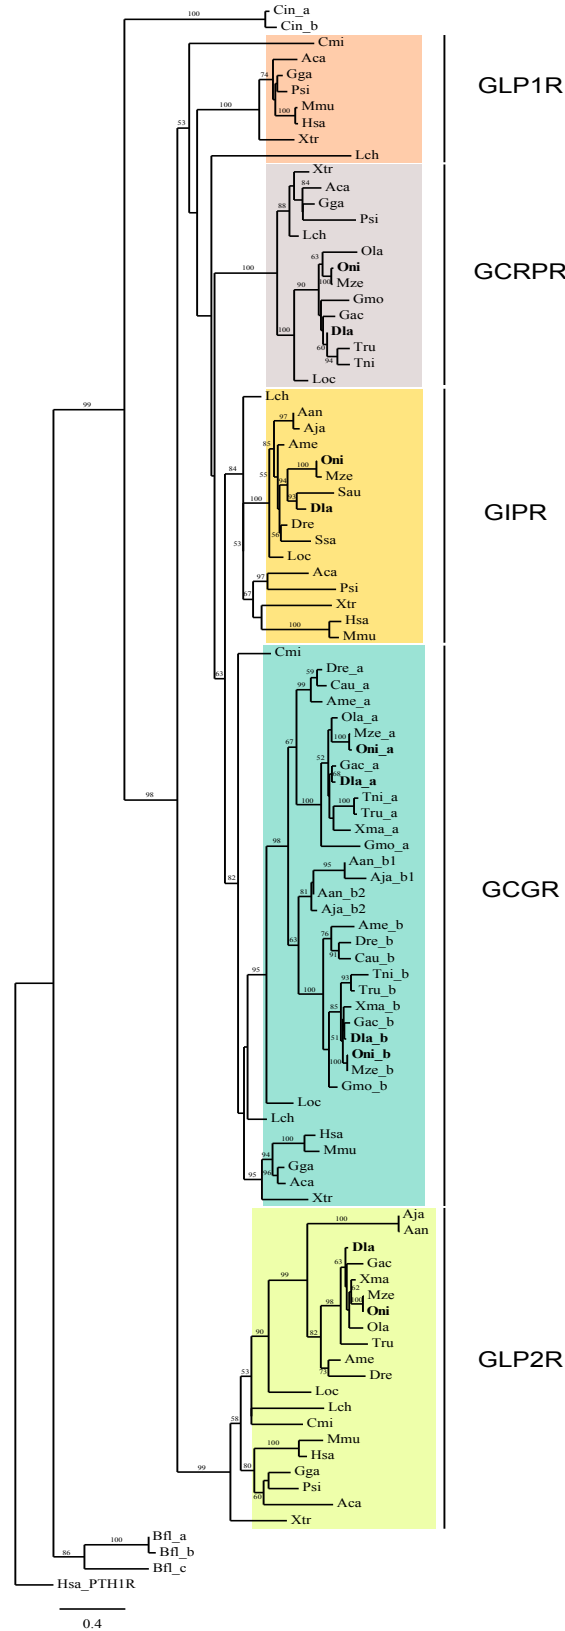 100
Cin_a
Cin_b
Cmi
GLP1R
Aca
74
Gga
Psi
Mmu
100
100
Hsa
53
Xtr
Lch
Xtr
84
Aca
GCRPR
88
Gga
Psi
Lch
100
63
Ola
Oni
100
Mze
90
Gmo
Gac
100
Dla
60
Tru
94
Tni
Loc
Lch
99
97
Aan
Aja
85
Ame
GIPR
84
55
100
Oni
94
Mze
93
Sau
100
Dla
Dre
56
Ssa
53
Loc
97
Aca
Psi
67
Xtr
100
Hsa
Mmu
63
Cmi
59
Dre_a
99
Cau_a
Ame_a
67
Ola_a
100
Mze_a
Oni_a
52
Gac_a
68
Dla_a
98
100
100
Tni_a
Tru_a
Xma_a
98
Gmo_a
95
Aan_b1
82
Aja_b1
GCGR
81
Aan_b2
Aja_b2
76
Ame_b
63
Dre_b
91
Cau_b
95
93
Tni_b
100
Tru_b
85
Xma_b
Gac_b
51
Dla_b
100
Oni_b
Mze_b
Gmo_b
Loc
Lch
100
Hsa
94
Mmu
96
Gga
95
Aca
Xtr
100
Aja
Aan
Dla
63
Gac
99
Xma
62
Mze
98
100
Oni
90
82
Ola
Tru
GLP2R
Ame
73
Dre
53
Loc
Lch
58
Cmi
100
Mmu
80
Hsa
99
Gga
Psi
60
Aca
Xtr
100
Bfl_a
86
Bfl_b
Bfl_c
Hsa_PTH1R
0.4